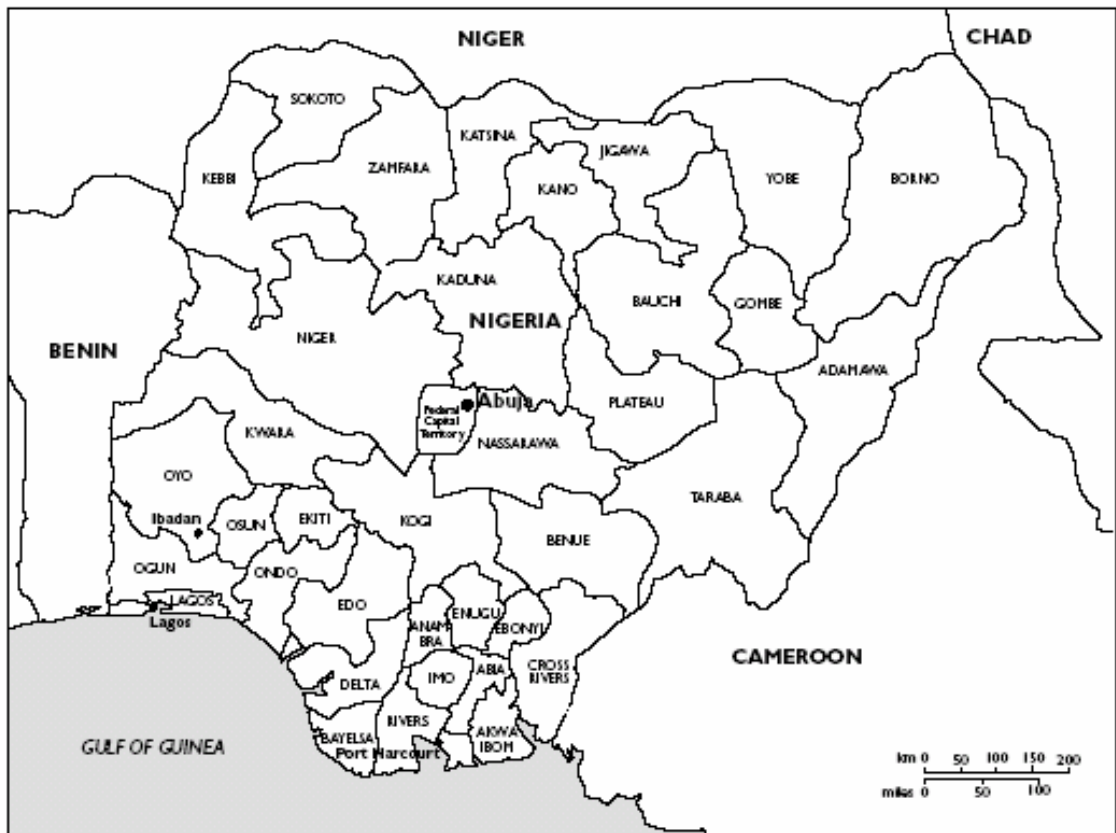 NIGER
CHAD
SOKOTO
KATSINA
JIGAWA
ZAMFARA
KEBBI
KANO
YOBE
BORNO
KADUNA
BAUCHI
GOMBE
NIGERIA
NIGER
BENIN
ADAMAWA
Abuja
PLATEAU
Federal
Capital
Territory
KWARA
NASSARAWA
OYO
TARABA
Ibadan
OSUN
EKITI
KOGI
BENUE
OGUN
ONDO
LAGOS
Lagos
EDO
ENUGU
ANAM
BRA
EBONYI
CAMEROON
CROSS
RIVERS
ABIA
IMO
DELTA
RIVERS
AKWA
IBOM
BAYELSA
Port Harcourt
GULF OF GUINEA
km 0 50 100 150 200
miles 0 50 100